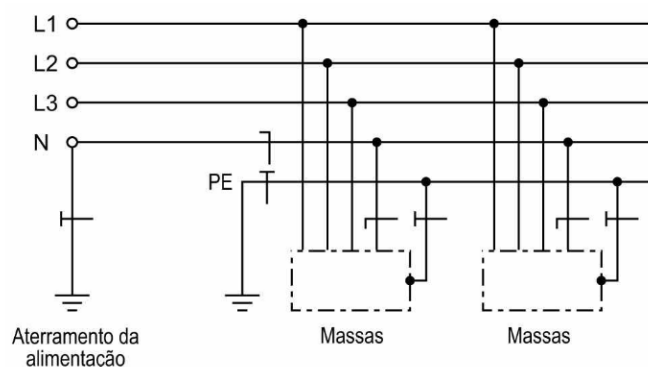 L1
L2
L3
N
PE
Aterramento da
alimentação
Massas
Massas